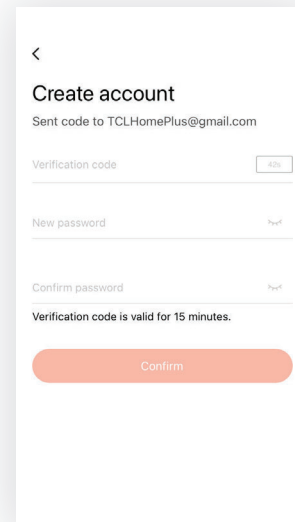 Create account
Sent code to TCLHomePlus@gmail.com
Verification code
42s
New password
Confirm password
Verification code is valid for 15 minutes.
Confirm